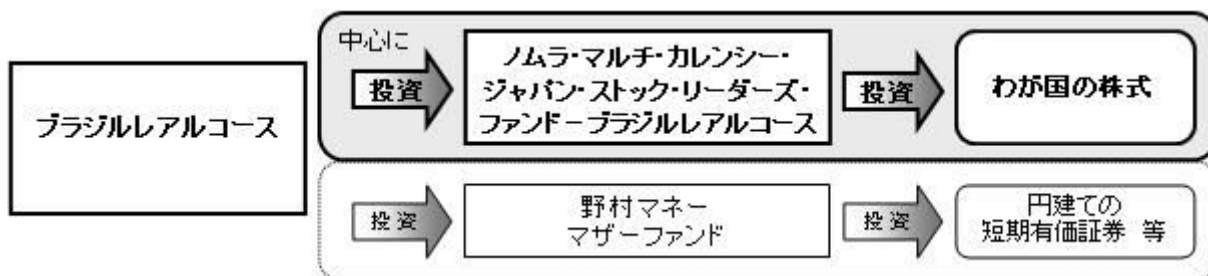 ブラジルレアルコース
中心に
投資
ノムラ・マルチ・カレンシー・
ジャパン・ストック・リーダーズ・
ファンド－ブラジルレアルコース
投資
わが国の株式
投資
野村マネー
マザーファンド
投資
円建ての
短期有価証券 等